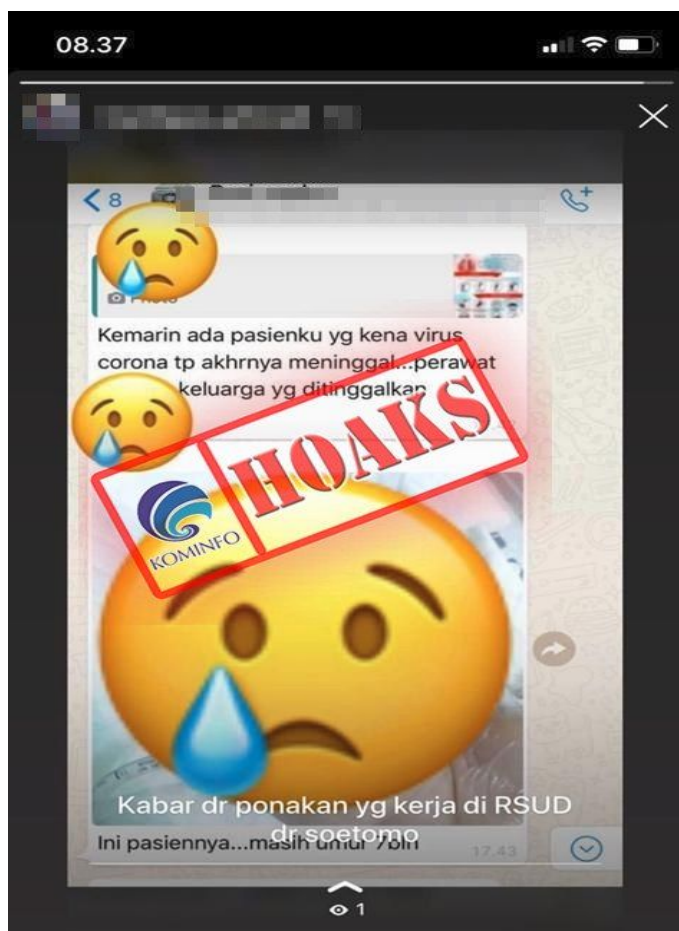 08.37
8
Photo
Kemarin ada pasienku yg kena virus
corona tp akhrnya meninggal...perawat
keluarga yg ditinggalkan
HOAKS
KOMINFO
Kabar dr ponakan yg kerja di RSUD
dr.soetomo
Ini pasiennya...masih umur 7bln
17.43
1